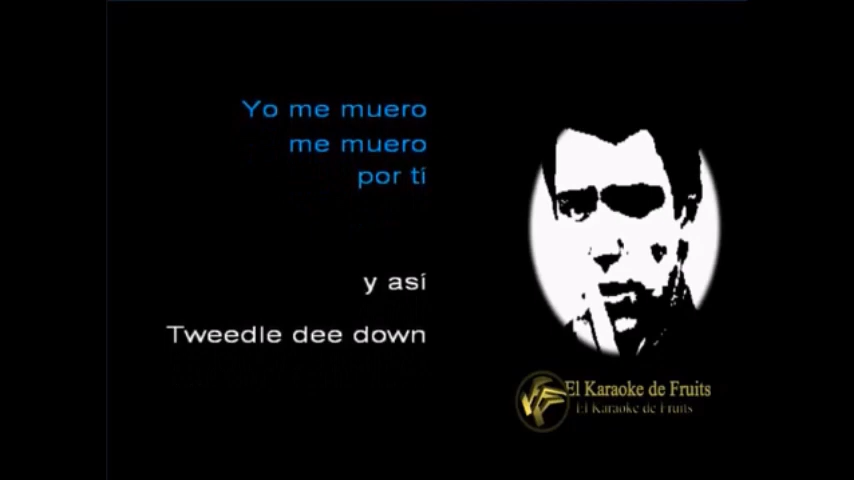 Yo me muero
me muero
por tí
y así
Tweedle dee down
El Karaoke de Fruits
El Karaoke de Fruits